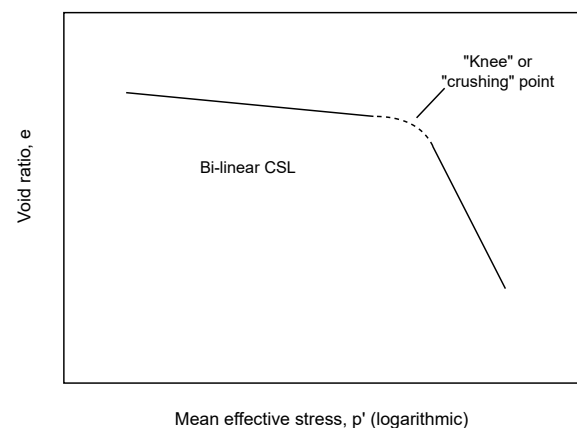 "Knee" or
"crushing" point
Void ratio, e
Bi-linear CSL
Mean effective stress, p' (logarithmic)